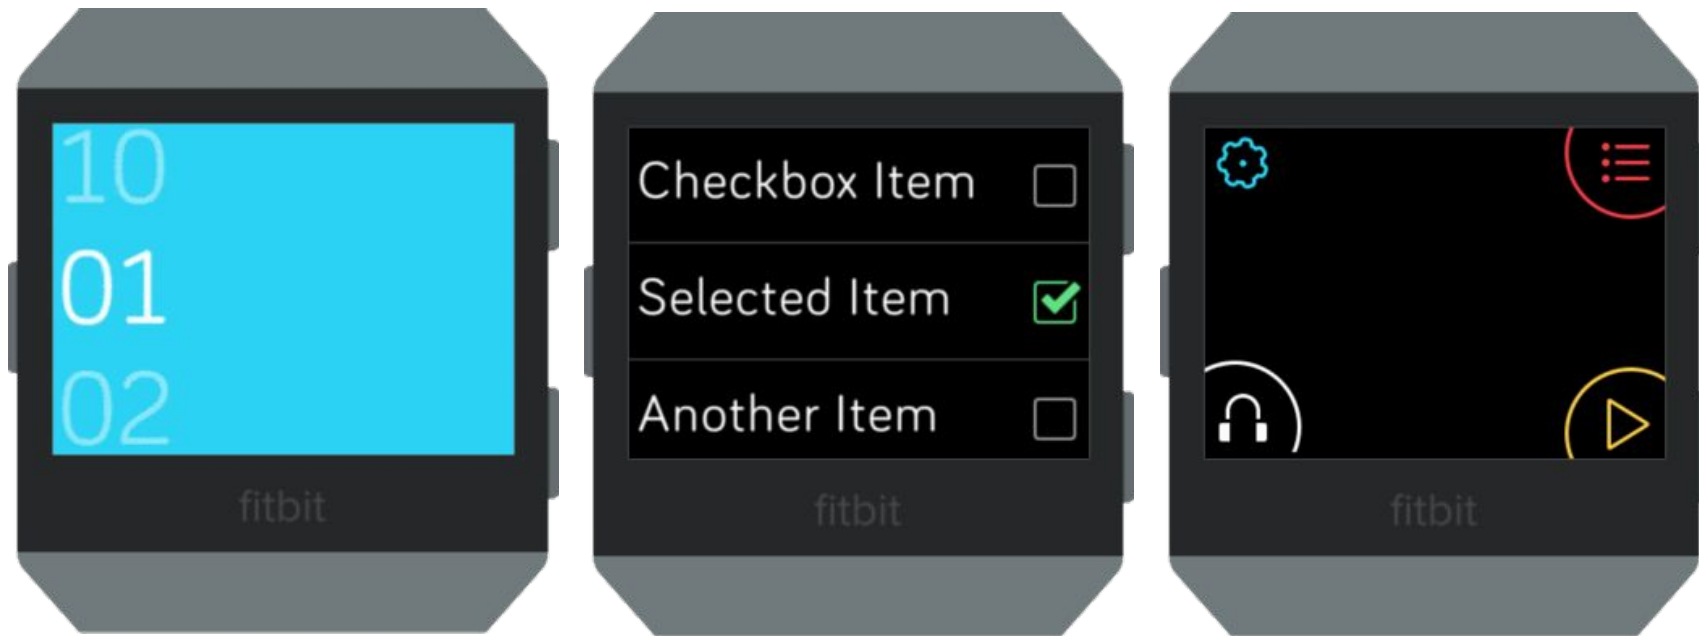 10
01
02
fitbit
Checkbox Item
Selected Item
Another Item
fitbit
fitbit